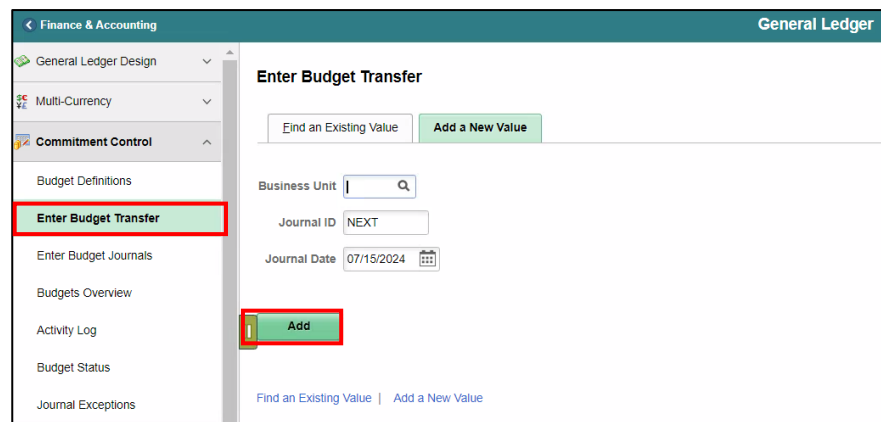 Finance & Accounting
General Ledger
General Ledger Design
Multi-Currency
Commitment Control
Budget Definitions
Enter Budget Transfer
Enter Budget Journals
Budgets Overview
Activity Log
Budget Status
Journal Exceptions
Enter Budget Transfer
Find an Existing Value
Add a New Value
Business Unit
Journal ID NEXT
Journal Date 07/15/2024
Add
Find an Existing Value | Add a New Value